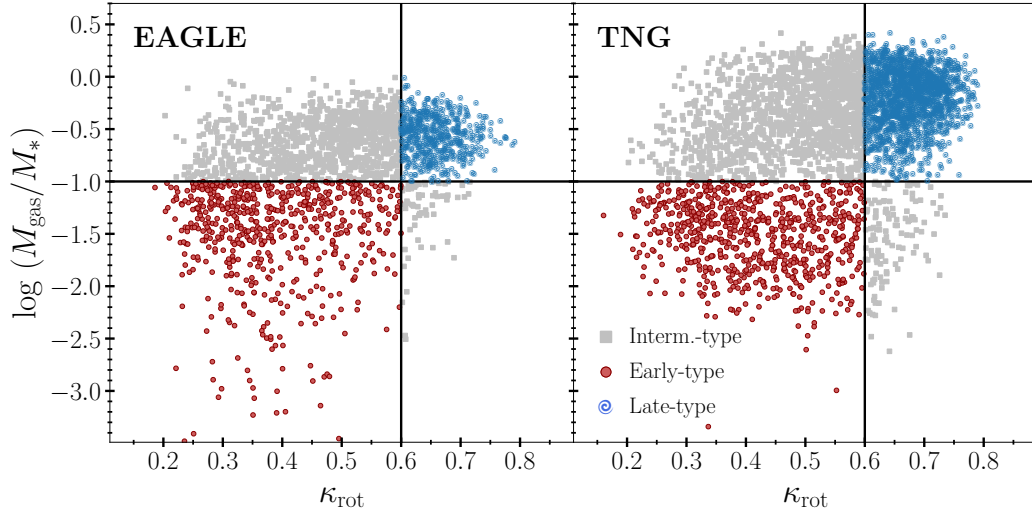 EAGLE
TNG
log (M_gas/M_*)
0.5
0.0
−0.5
−1.0
−1.5
−2.0
−2.5
−3.0
Interm.-type
Early-type
Late-type
0.2 0.3 0.4 0.5 0.6 0.7 0.8
0.2 0.3 0.4 0.5 0.6 0.7 0.8
κ_rot
κ_rot